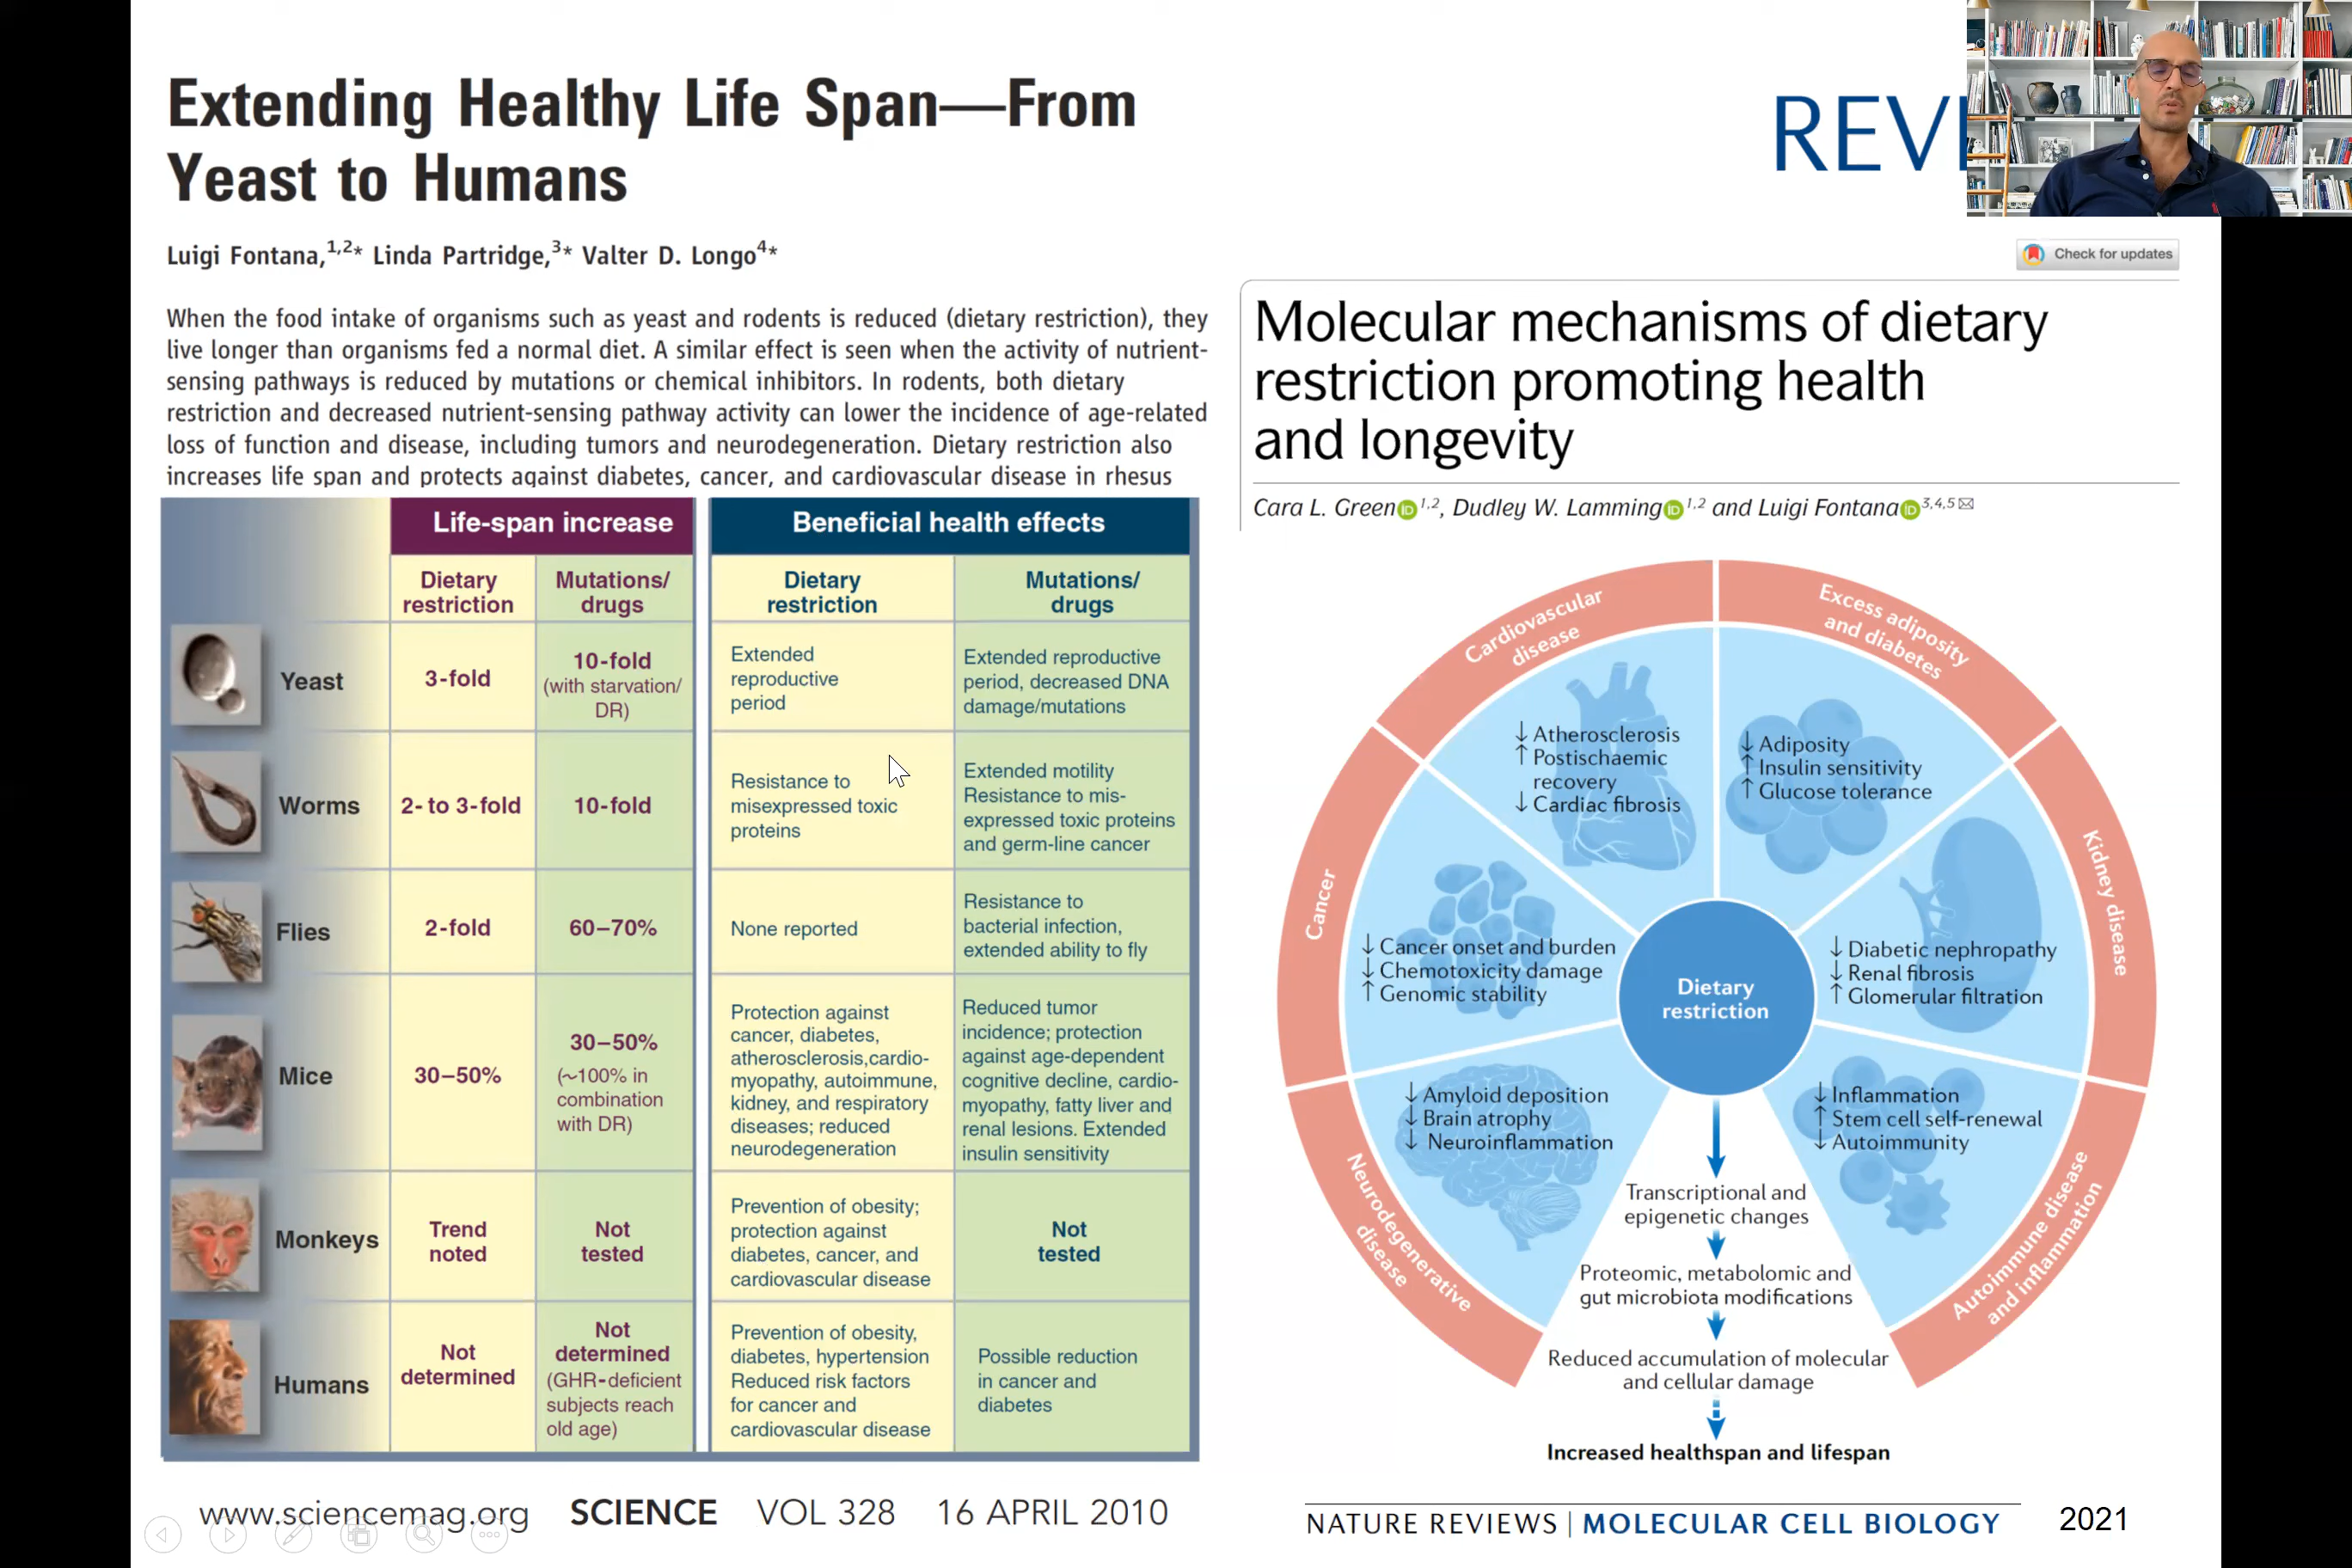 Extending Healthy Life Span—From
Yeast to Humans
Luigi Fontana,1,2* Linda Partridge,3* Valter D. Longo4*
When the food intake of organisms such as yeast and rodents is reduced (dietary restriction), they
live longer than organisms fed a normal diet. A similar effect is seen when the activity of nutrient-
sensing pathways is reduced by mutations or chemical inhibitors. In rodents, both dietary
restriction and decreased nutrient-sensing pathway activity can lower the incidence of age-related
loss of function and disease, including tumors and neurodegeneration. Dietary restriction also
increases life span and protects against diabetes, cancer, and cardiovascular disease in rhesus
Life-span increase
Beneficial health effects
Dietary
restriction
Mutations/
drugs
Dietary
restriction
Mutations/
drugs
Yeast
3-fold
10-fold
(with starvation/
DR)
Extended
reproductive
period
Extended reproductive
period, decreased DNA
damage/mutations
Worms
2- to 3-fold
10-fold
Resistance to
misexpressed toxic
proteins
Extended motility
Resistance to mis-
expressed toxic proteins
and germ-line cancer
Flies
2-fold
60–70%
None reported
Resistance to
bacterial infection,
extended ability to fly
Mice
30–50%
30–50%
(~100% in
combination
with DR)
Protection against
cancer, diabetes,
atherosclerosis,cardio-
myopathy, autoimmune,
kidney, and respiratory
diseases; reduced
neurodegeneration
Reduced tumor
incidence; protection
against age-dependent
cognitive decline, cardio-
myopathy, fatty liver and
renal lesions. Extended
insulin sensitivity
Monkeys
Trend
noted
Not
tested
Prevention of obesity;
protection against
diabetes, cancer, and
cardiovascular disease
Not
tested
Humans
Not
determined
Not
determined
(GHR-deficient
subjects reach
old age)
Prevention of obesity,
diabetes, hypertension
Reduced risk factors
for cancer and
cardiovascular disease
Possible reduction
in cancer and
diabetes
www.sciencemag.org SCIENCE VOL 328 16 APRIL 2010
Check for updates
Molecular mechanisms of dietary
restriction promoting health
and longevity
Cara L. Green iD 1,2, Dudley W. Lamming iD 1,2 and Luigi Fontana iD 3,4,5
Cardiovascular
disease
↓ Atherosclerosis
↑ Postischaemic
recovery
↓ Cardiac fibrosis
Excess adiposity
and diabetes
↓ Adiposity
↑ Insulin sensitivity
↑ Glucose tolerance
Cancer
↓ Cancer onset and burden
↓ Chemotoxicity damage
↑ Genomic stability
Dietary
restriction
Kidney disease
↓ Diabetic nephropathy
↓ Renal fibrosis
↑ Glomerular filtration
Neurodegenerative
disease
↓ Amyloid deposition
↓ Brain atrophy
↓ Neuroinflammation
Autoimmune disease
and inflammation
↓ Inflammation
↑ Stem cell self-renewal
↓ Autoimmunity
Transcriptional and
epigenetic changes
Proteomic, metabolomic and
gut microbiota modifications
Reduced accumulation of molecular
and cellular damage
Increased healthspan and lifespan
NATURE REVIEWS | MOLECULAR CELL BIOLOGY 2021